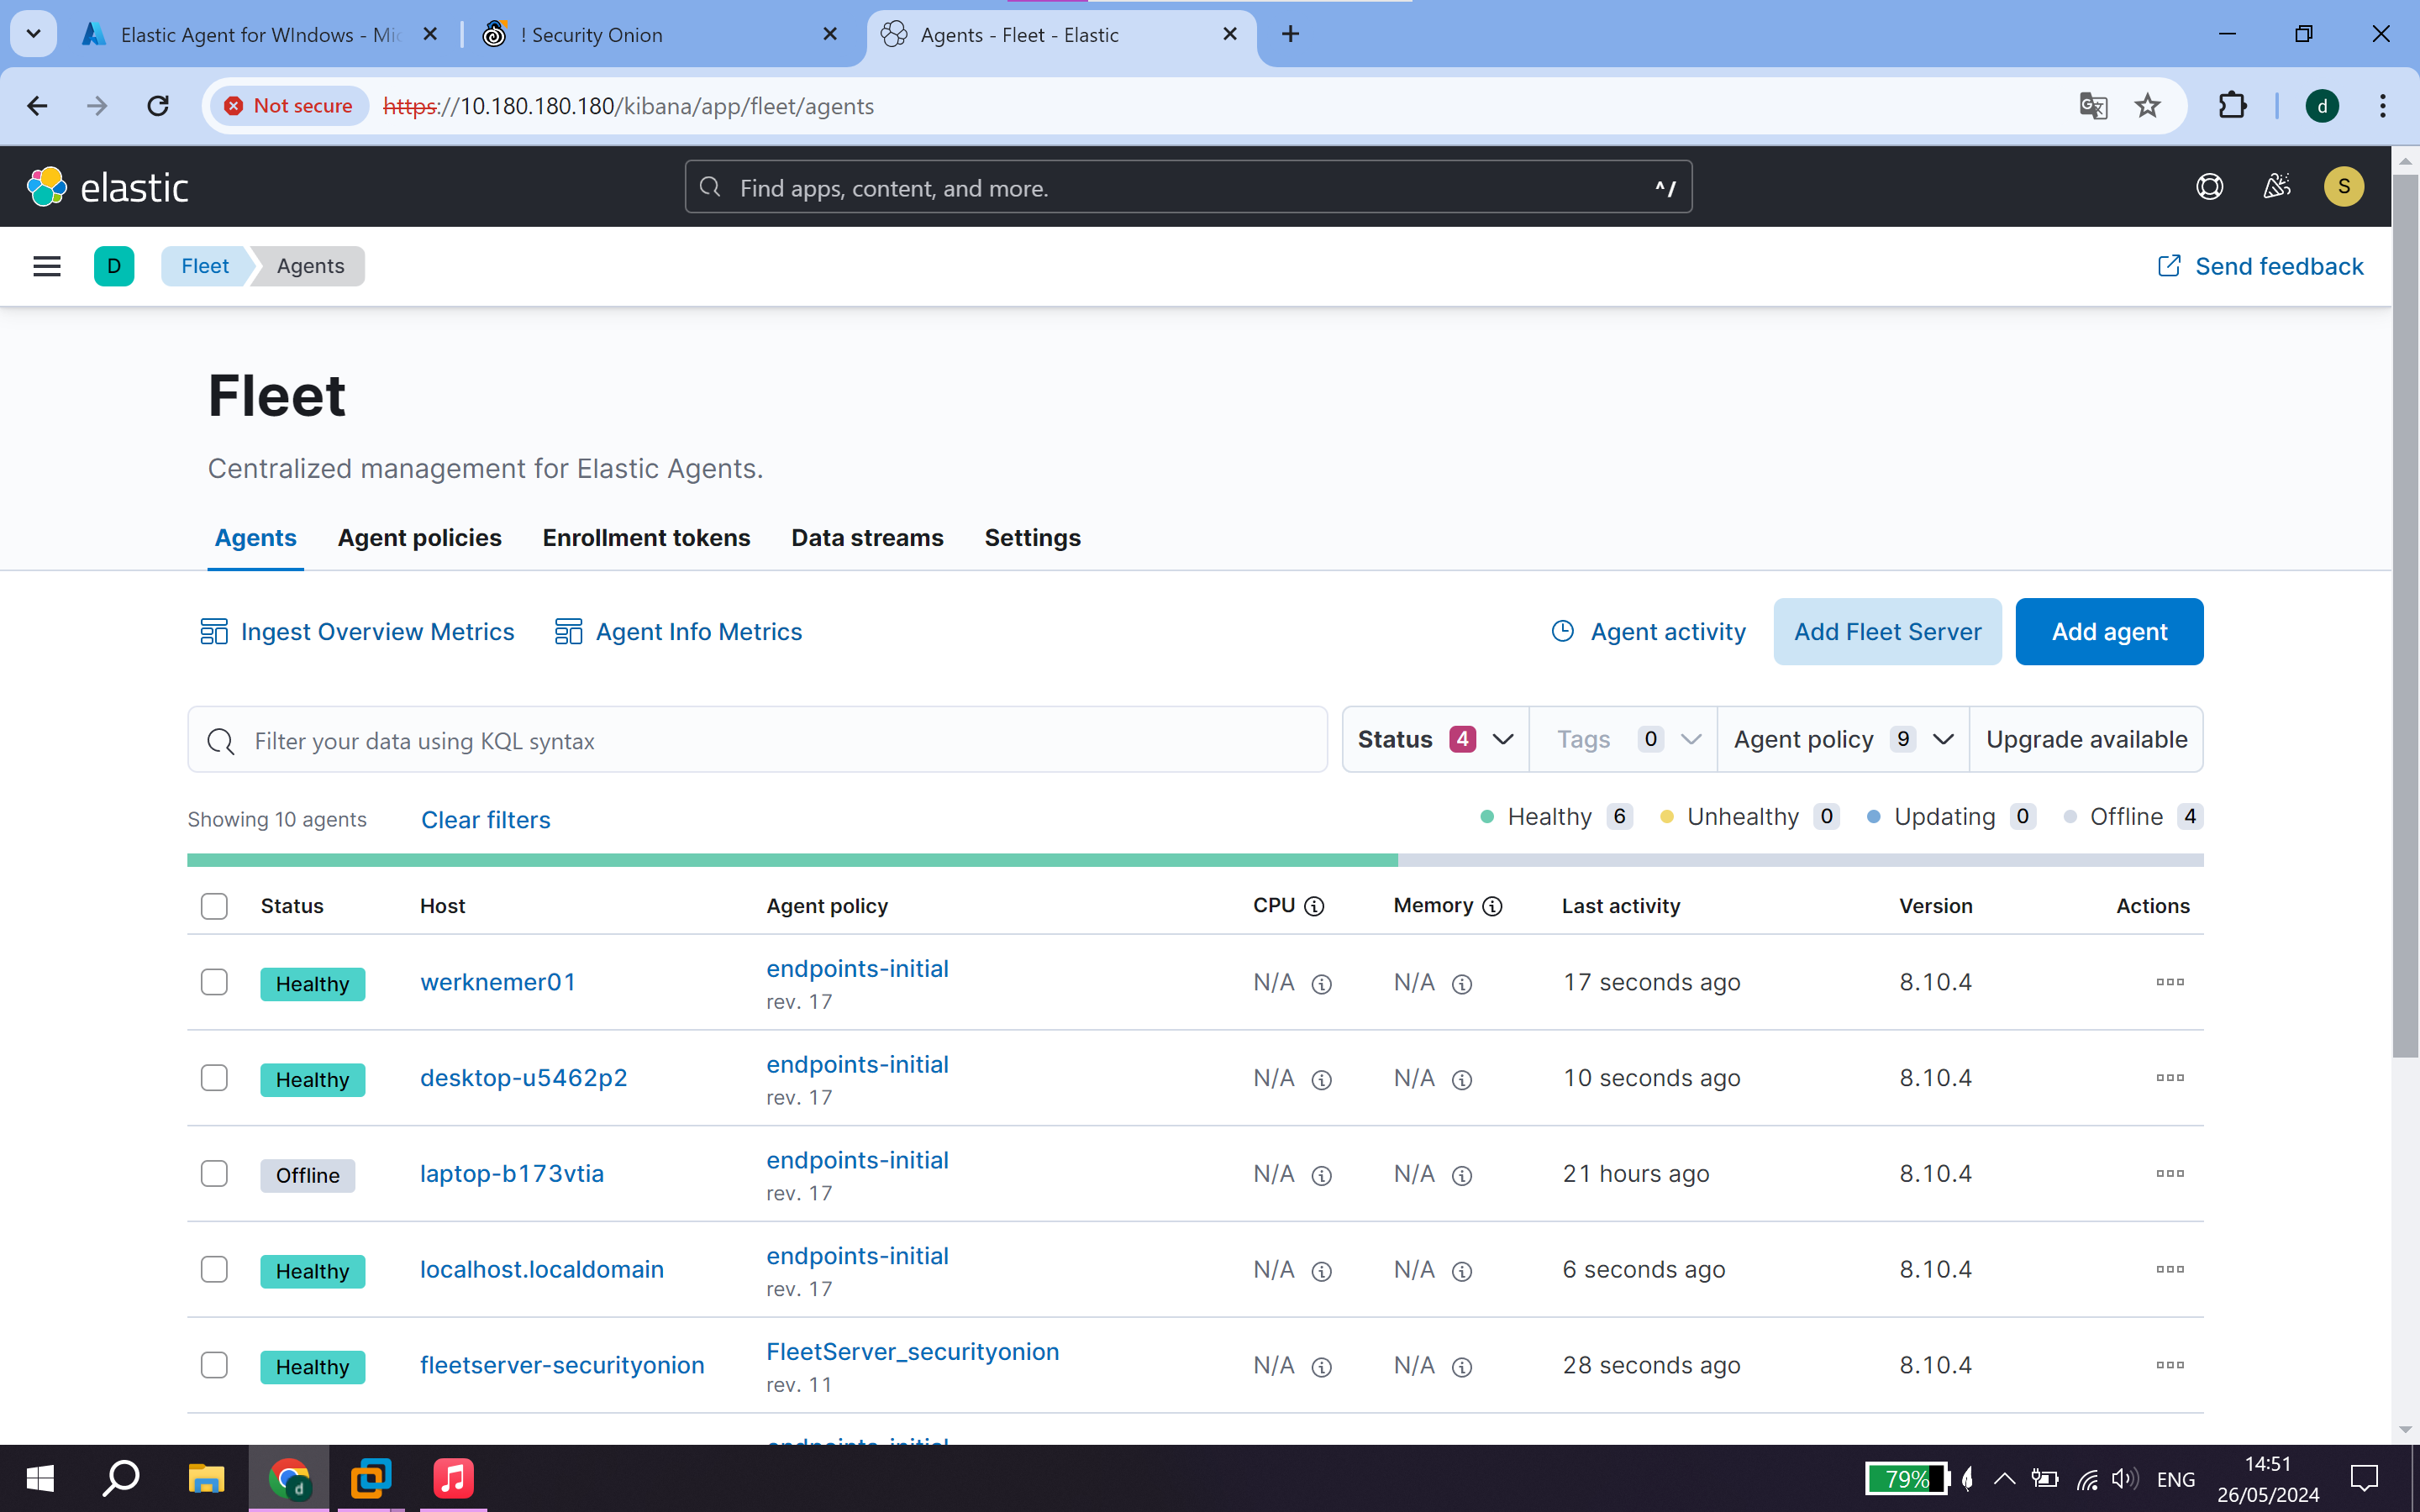 Elastic Agent for WIndows - Mic
! Security Onion
Agents - Fleet - Elastic
Not secure
https://10.180.180.180/kibana/app/fleet/agents
d
elastic
Find apps, content, and more.
^/
S
D
Fleet
Agents
Send feedback
Fleet
Centralized management for Elastic Agents.
Agents
Agent policies
Enrollment tokens
Data streams
Settings
Ingest Overview Metrics
Agent Info Metrics
Agent activity
Add Fleet Server
Add agent
Filter your data using KQL syntax
Status 4
Tags 0
Agent policy 9
Upgrade available
Showing 10 agents
Clear filters
Healthy 6
Unhealthy 0
Updating 0
Offline 4
Status Host Agent policy CPU Memory Last activity Version Actions
Healthy werknemer01 endpoints-initial N/A N/A 17 seconds ago 8.10.4
rev. 17
Healthy desktop-u5462p2 endpoints-initial N/A N/A 10 seconds ago 8.10.4
rev. 17
Offline laptop-b173vtia endpoints-initial N/A N/A 21 hours ago 8.10.4
rev. 17
Healthy localhost.localdomain endpoints-initial N/A N/A 6 seconds ago 8.10.4
rev. 17
Healthy fleetserver-securityonion FleetServer_securityonion N/A N/A 28 seconds ago 8.10.4
rev. 11
endpoints-initial
d
79%
ENG
14:51
26/05/2024